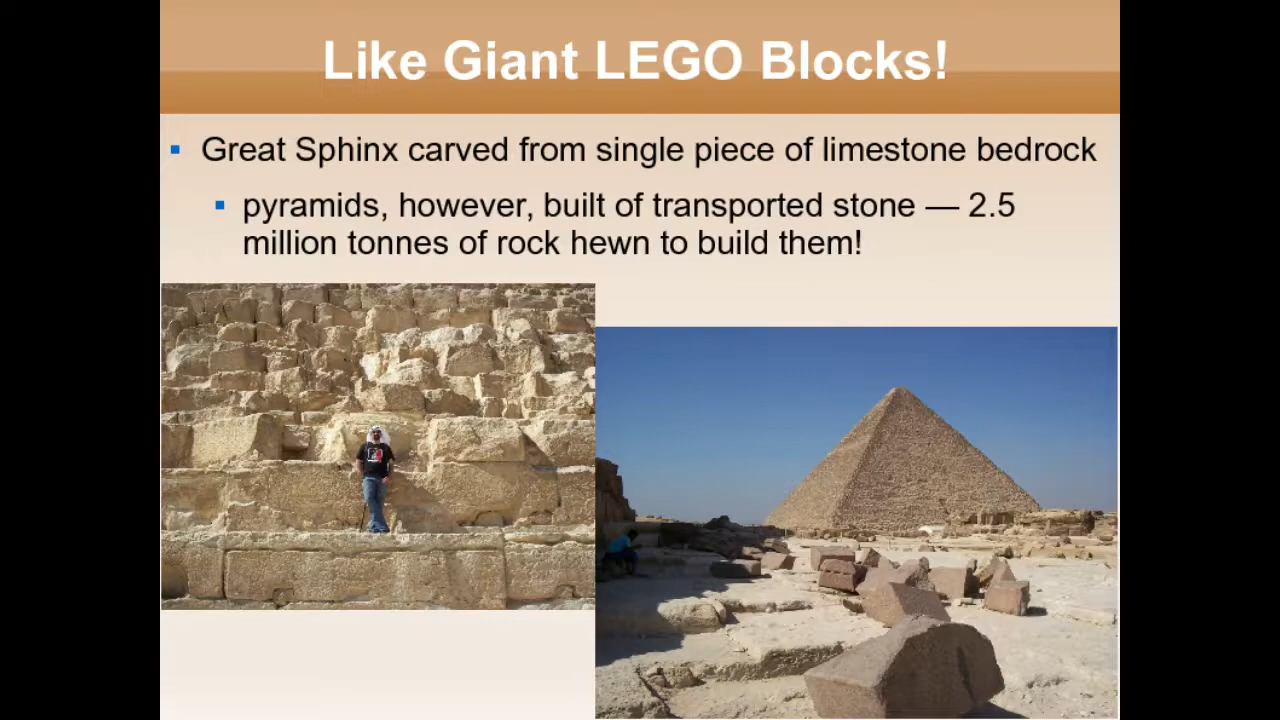 Like Giant LEGO Blocks!
Great Sphinx carved from single piece of limestone bedrock
pyramids, however, built of transported stone — 2.5
million tonnes of rock hewn to build them!